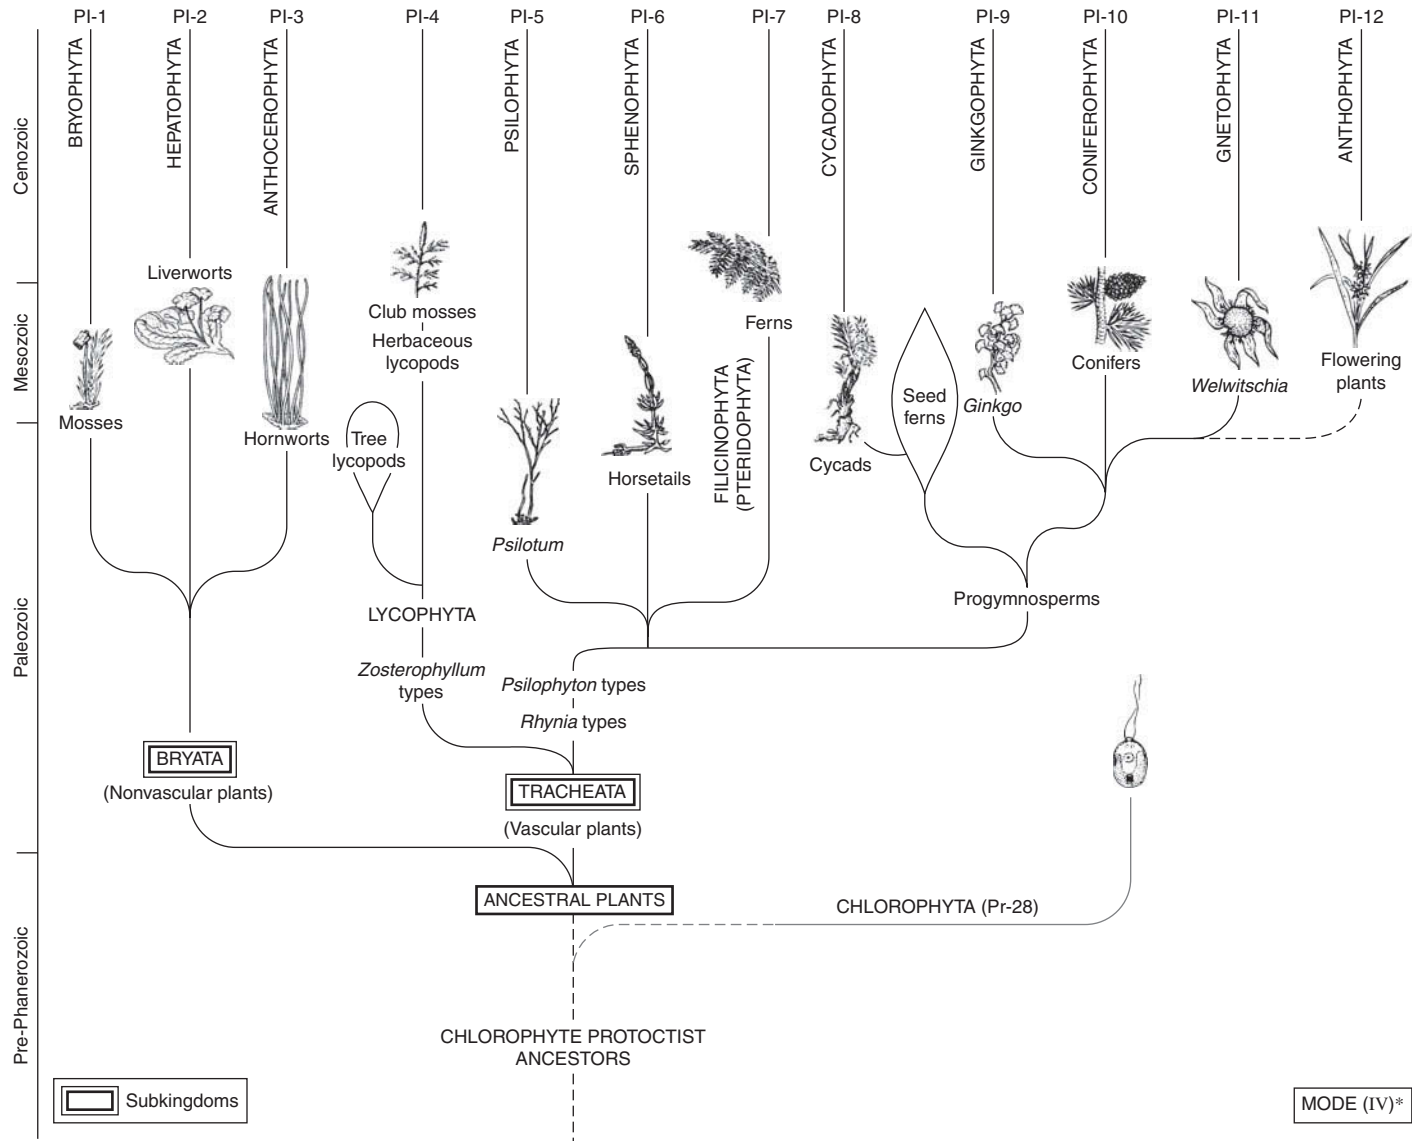 PI-1 PI-2 PI-3 PI-4 PI-5 PI-6 PI-7 PI-8 PI-9 PI-10 PI-11 PI-12
BRYOPHYTA
HEPATOPHYTA
ANTHOCEROPHYTA
PSILOPHYTA
SPHENOPHYTA
CYCADOPHYTA
GINKGOPHYTA
CONIFEROPHYTA
GNETOPHYTA
ANTHOPHYTA
Cenozoic
Mesozoic
Paleozoic
Pre-Phanerozoic
Liverworts
Mosses
Hornworts
Club mosses
Herbaceous
lycopods
Tree
lycopods
Psilotum
Horsetails
Ferns
FILICINOPHYTA
(PTERIDOPHYTA)
Cycads
Seed
ferns
Ginkgo
Conifers
Welwitschia
Flowering
plants
LYCOPHYTA
Progymnosperms
Zosterophyllum
types
Psilophyton types
Rhynia types
BRYATA
(Nonvascular plants)
TRACHEATA
(Vascular plants)
ANCESTRAL PLANTS
CHLOROPHYTA (Pr-28)
CHLOROPHYTE PROTOCTIST
ANCESTORS
Subkingdoms
MODE (IV)*